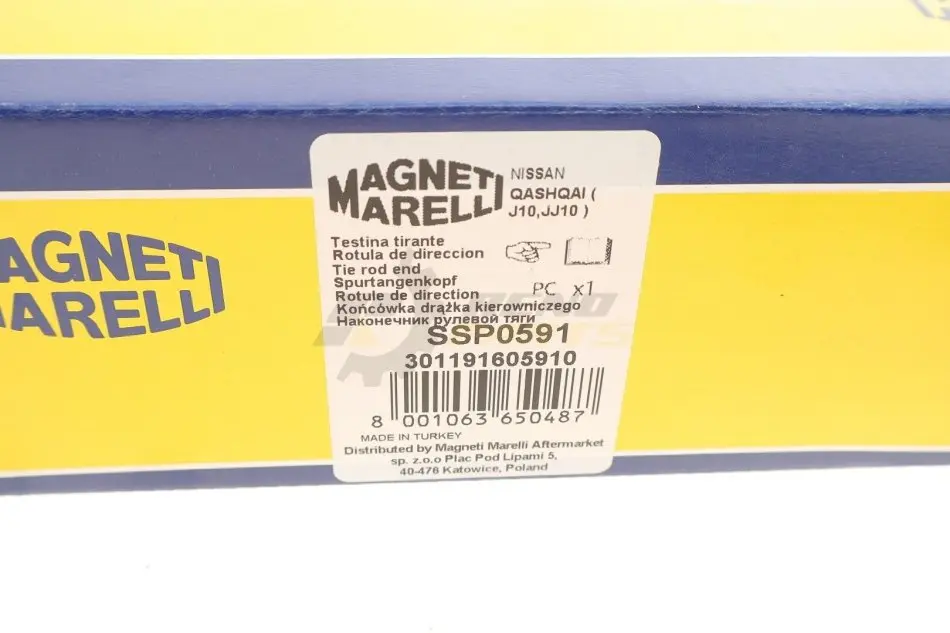 MAGNETI
MARELLI
NISSAN
QASHQAI (
J10,JJ10 )
Testina tirante
Rotula de direccion
Tie rod end
Spurtangenkopf
Rotule de direction
Końcówka drążka kierowniczego
Наконечник рулевой тяги
PC x1
SSP0591
301191605910
8 001063 650487
MADE IN TURKEY
Distributed by Magneti Marelli Aftermarket
sp. z.o.o Plac Pod Lipami 5,
40-476 Katowice, Poland
AGNETI
ARELLI